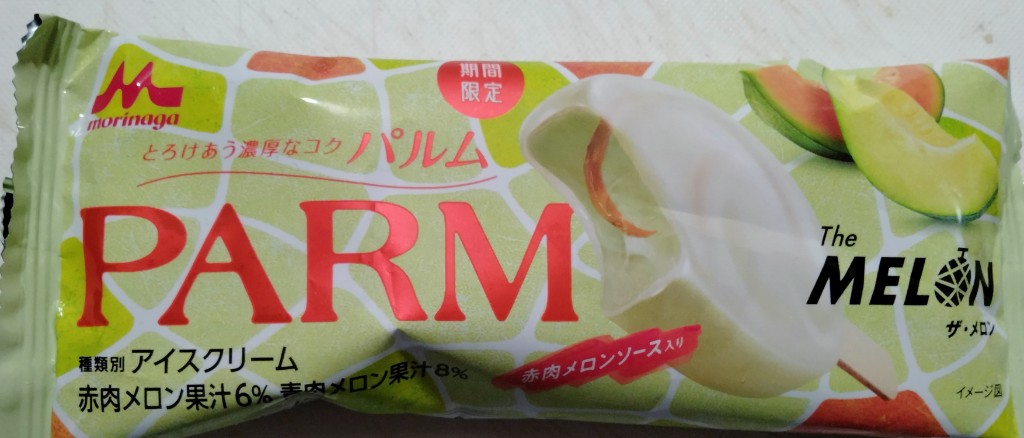 morinaga
期間
限定
とろけあう濃厚なコク パルム
PARM
The
MELON
ザ・メロン
種類別 アイスクリーム
赤肉メロン果汁6% 青肉メロン果汁8%
赤肉メロンソース入り
イメージ図